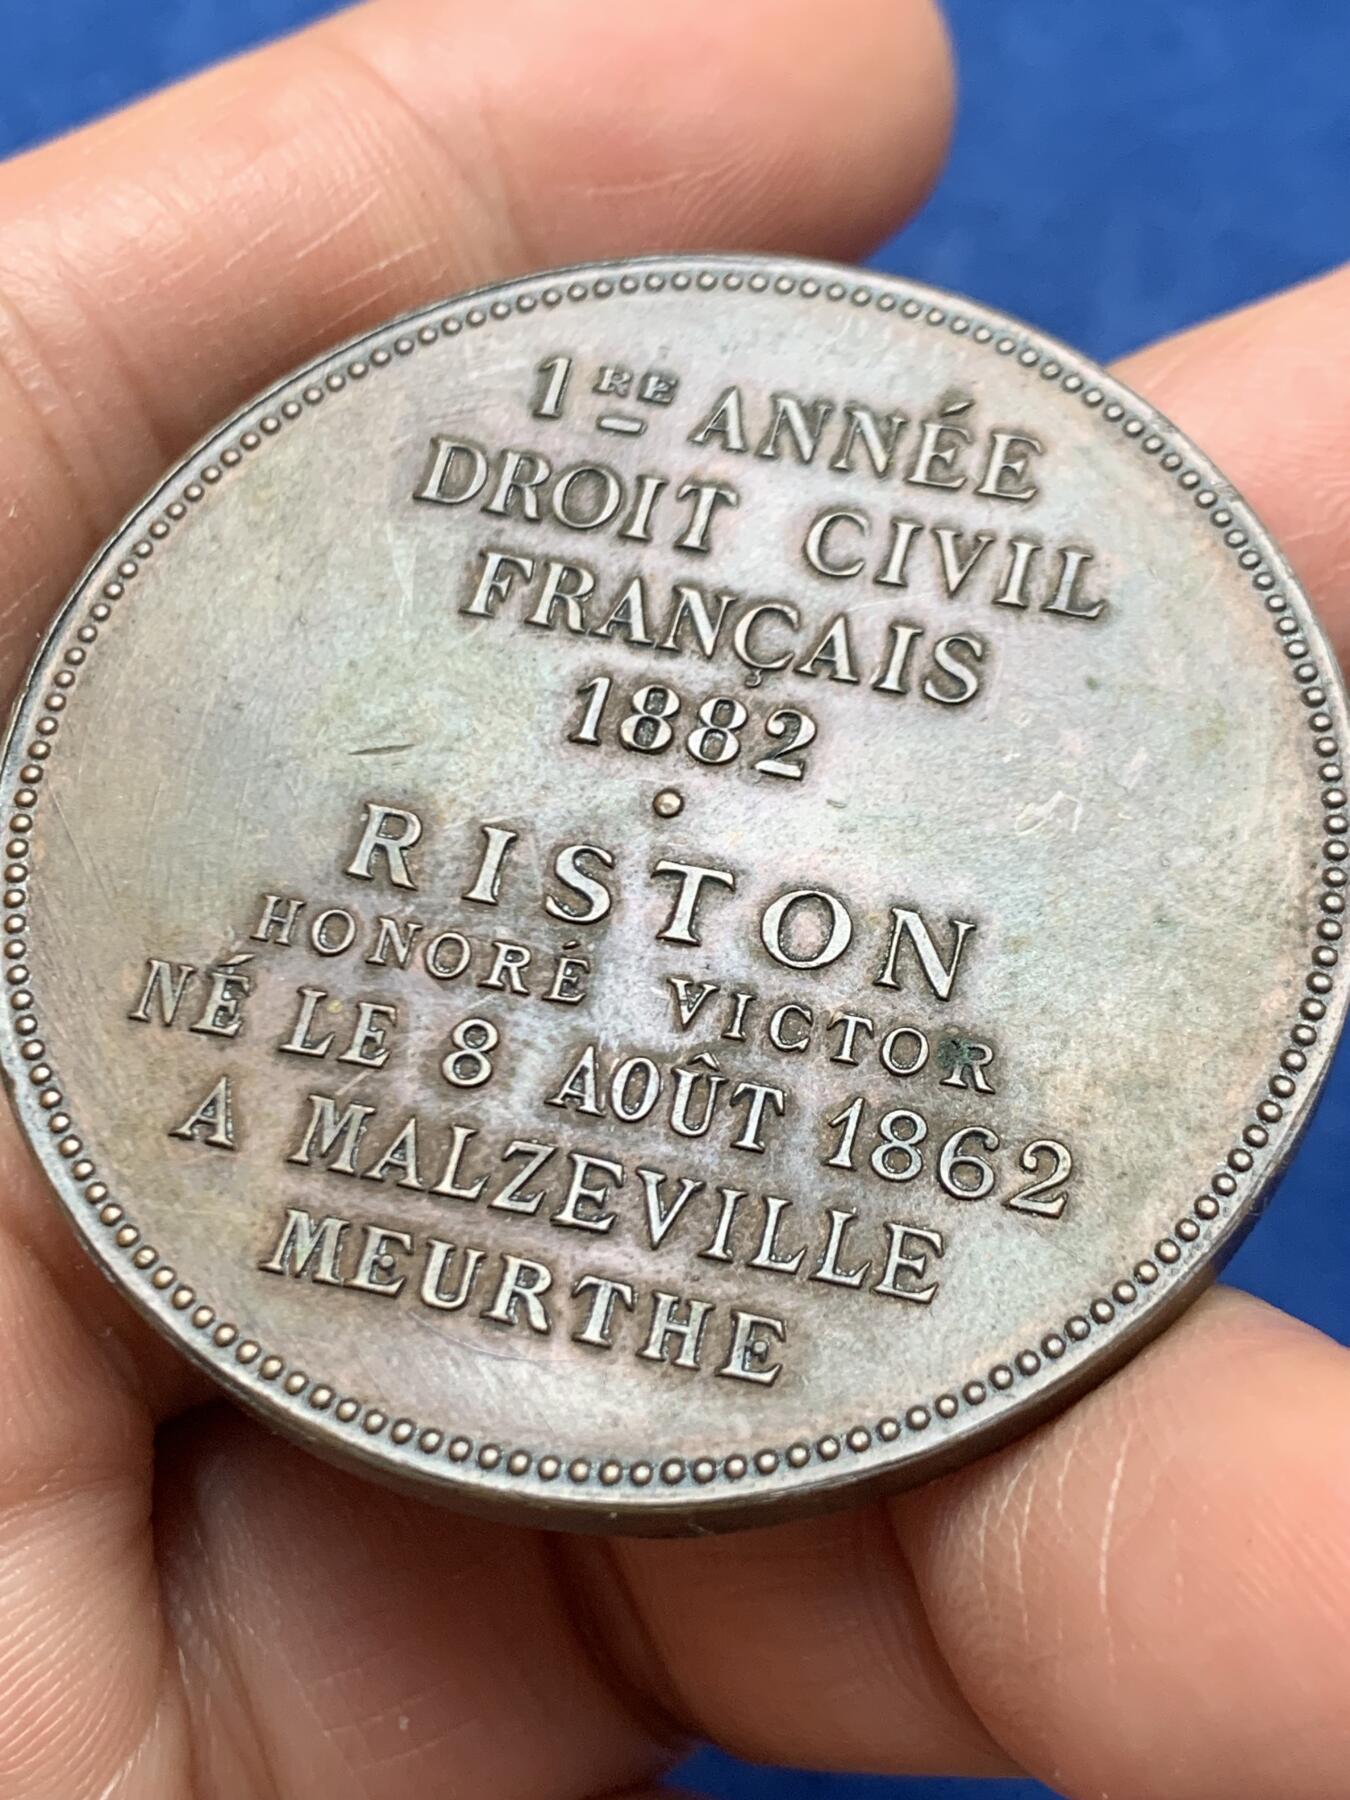 1RE ANNÉE
DROIT CIVIL
FRANÇAIS
1882
RISTON
HONORÉ VICTOR
NÉ LE 8 AOÛT 1862
A MALZEVILLE
MEURTHE